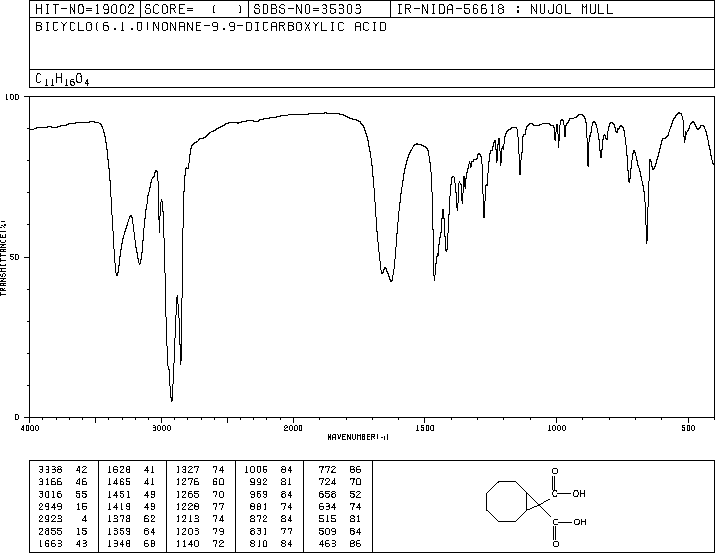 HIT-NO=19002 SCORE= ( ) SDBS-NO=35303 IR-NIDA-56618 : NUJOL MULL
BICYCLO(6.1.0)NONANE-9.9-DICARBOXYLIC ACID
C11H16O4
100
50
0
TRANSMITTANCE(%)
4000 3000 2000 1500 1000 500
WAVENUMBER(-1)
3338 42 1628 41 1327 74 1006 84 772 86
3166 46 1465 41 1276 60 992 81 724 70
3016 55 1451 49 1265 70 969 84 658 52
2949 16 1419 49 1228 77 881 74 634 74
2923 4 1378 62 1213 74 872 84 515 81
2855 15 1359 64 1203 79 831 77 509 84
1663 43 1348 68 1140 72 810 84 463 86
O
C
OH
C
OH
O